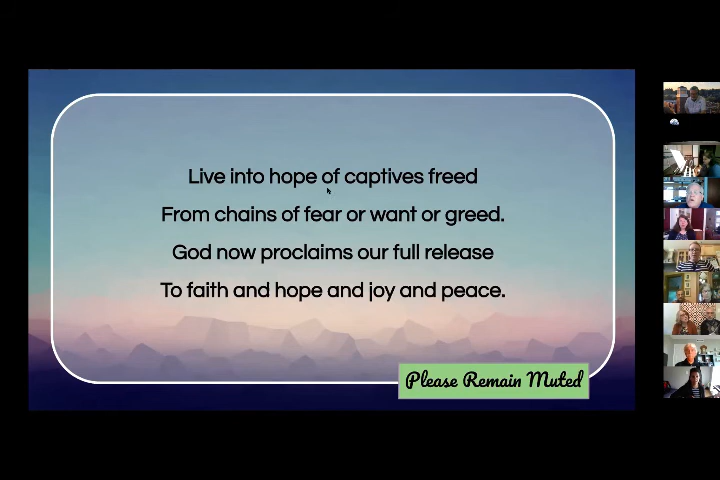 Live into hope of captives freed
From chains of fear or want or greed.
God now proclaims our full release
To faith and hope and joy and peace.
Please Remain Muted